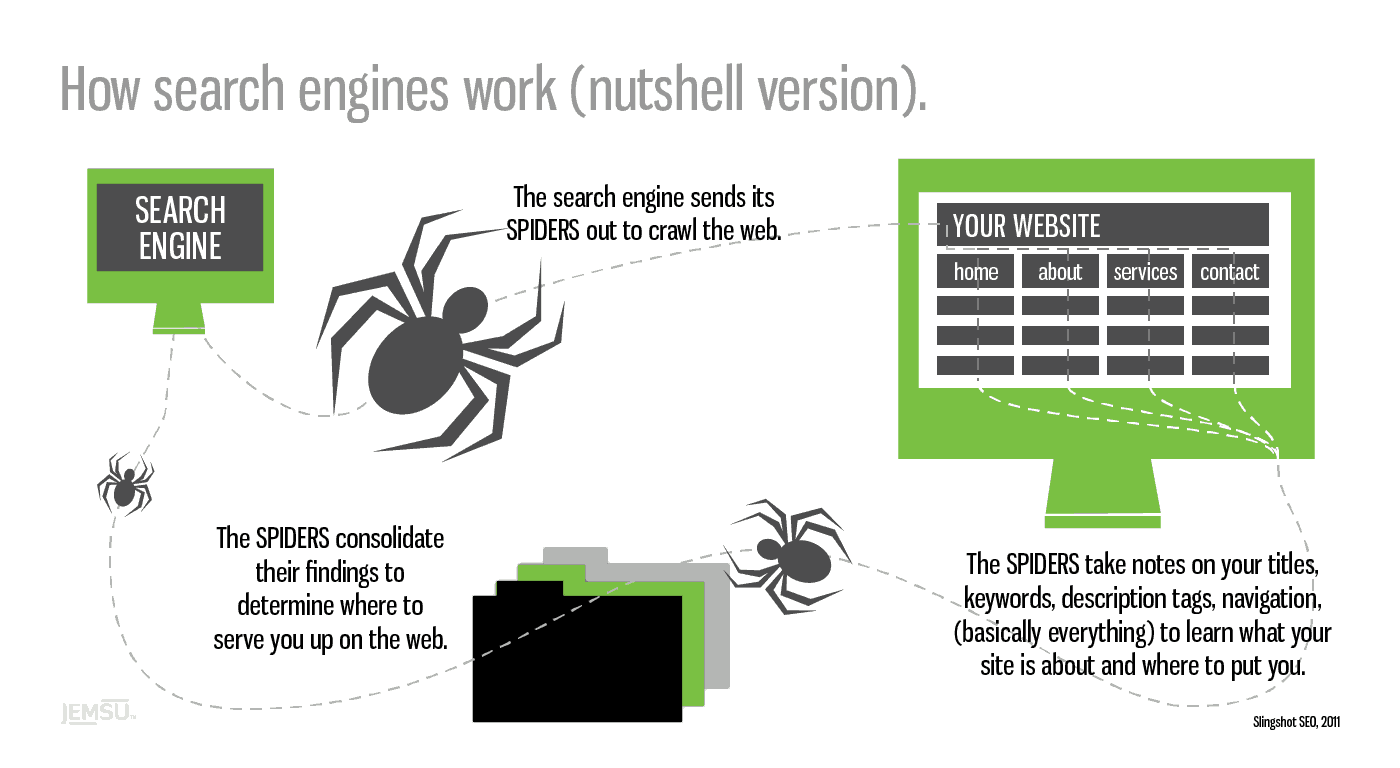 How search engines work (nutshell version).
SEARCH
ENGINE
The search engine sends its
SPIDERS out to crawl the web.
YOUR WEBSITE
home about services contact
The SPIDERS take notes on your titles,
keywords, description tags, navigation,
(basically everything) to learn what your
site is about and where to put you.
The SPIDERS consolidate
their findings to
determine where to
serve you up on the web.
JEMSU™
Slingshot SEO, 2011